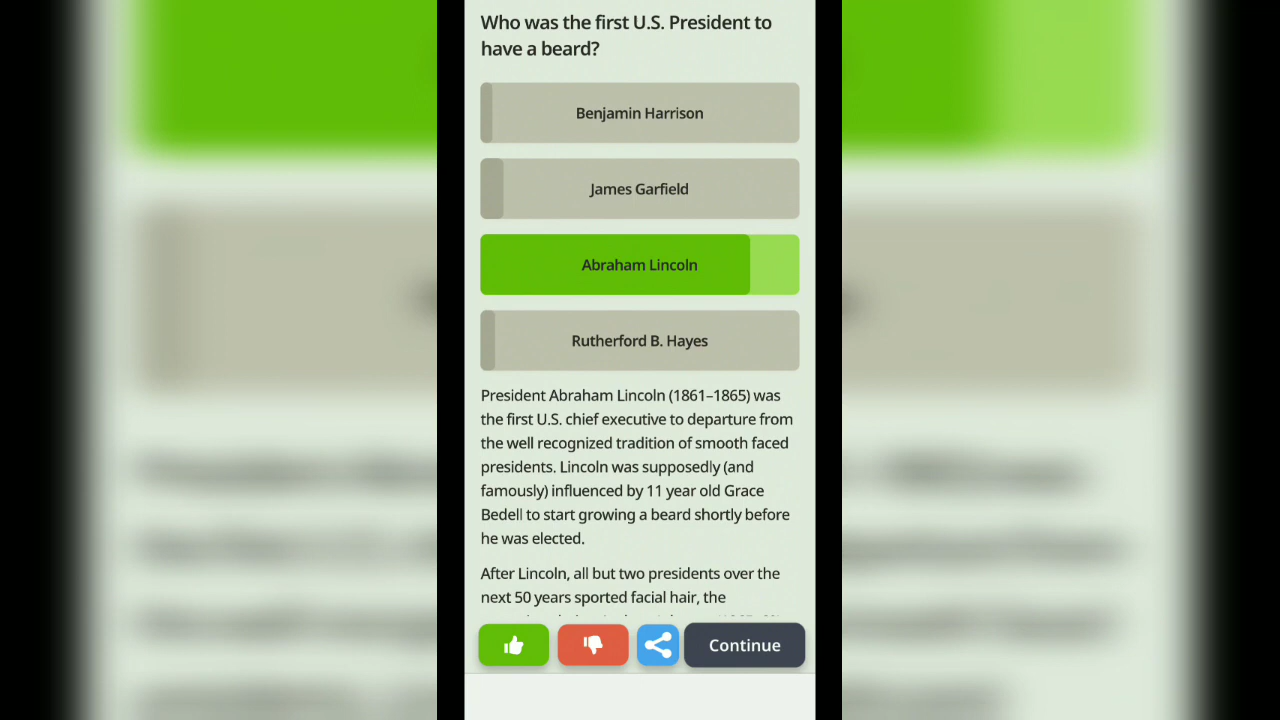 Who was the first U.S. President to
have a beard?
Benjamin Harrison
James Garfield
Abraham Lincoln
Rutherford B. Hayes
President Abraham Lincoln (1861–1865) was
the first U.S. chief executive to departure from
the well recognized tradition of smooth faced
presidents. Lincoln was supposedly (and
famously) influenced by 11 year old Grace
Bedell to start growing a beard shortly before
he was elected.
After Lincoln, all but two presidents over the
next 50 years sported facial hair, the
Continue